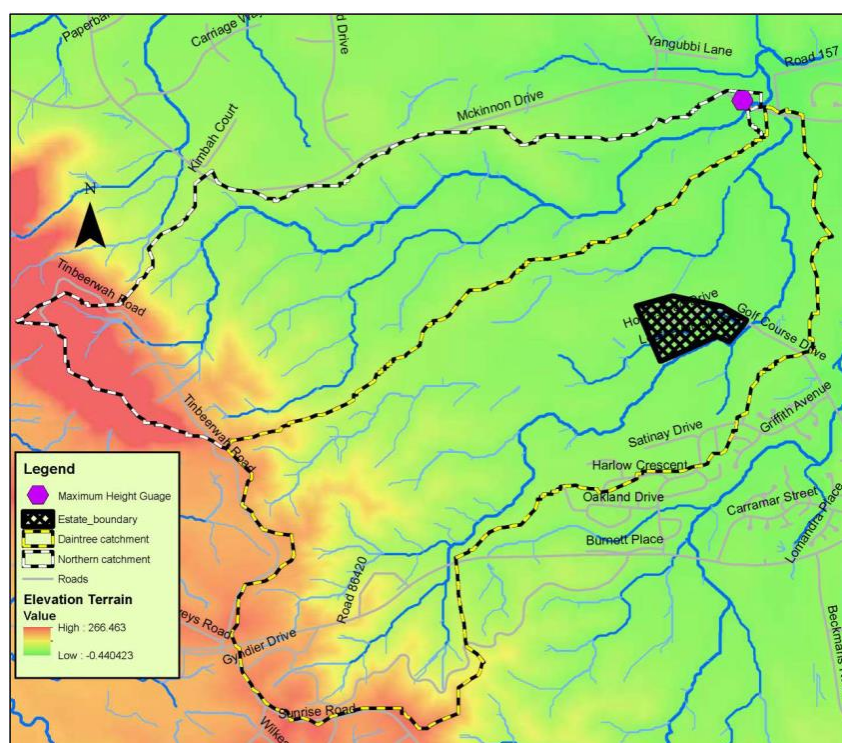 Carriage Way
Yangubbi Lane
Road 157
Mckinnon Drive
Kimbah Court
N
Tinbeerwah Road
Golf Course Drive
Griffith Avenue
Tinbeerwah Road
Satinay Drive
Harlow Crescent
Oakland Drive
Carramar Street
Lomandra Place
Burnett Place
Road 86420
Gyndier Drive
Sunrise Road
Legend
Maximum Height Guage
Estate_boundary
Daintree catchment
Northern catchment
Roads
Elevation Terrain
Value
High : 266.463
Low : -0.440423